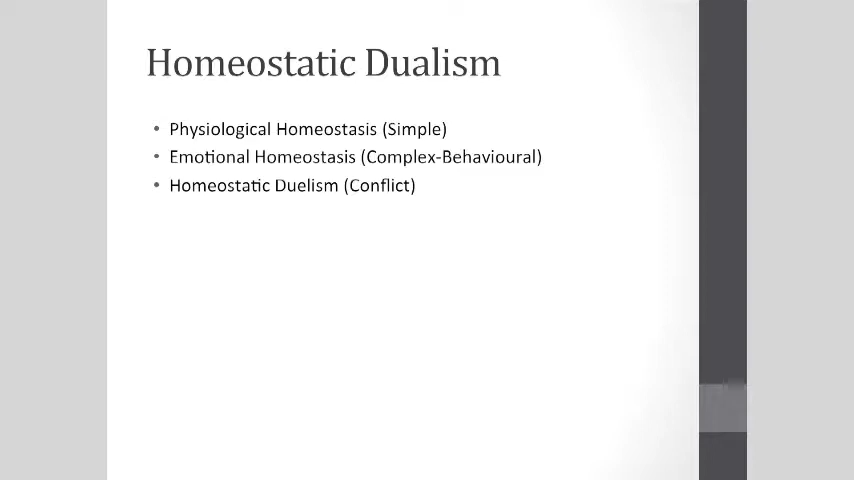 Homeostatic Dualism
• Physiological Homeostasis (Simple)
• Emotional Homeostasis (Complex-Behavioural)
• Homeostatic Duelism (Conflict)